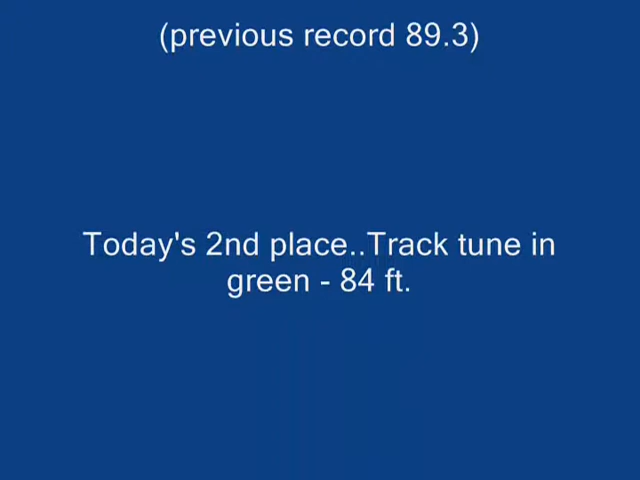 (previous record 89.3)
Today's 2nd place..Track tune in
green - 84 ft.